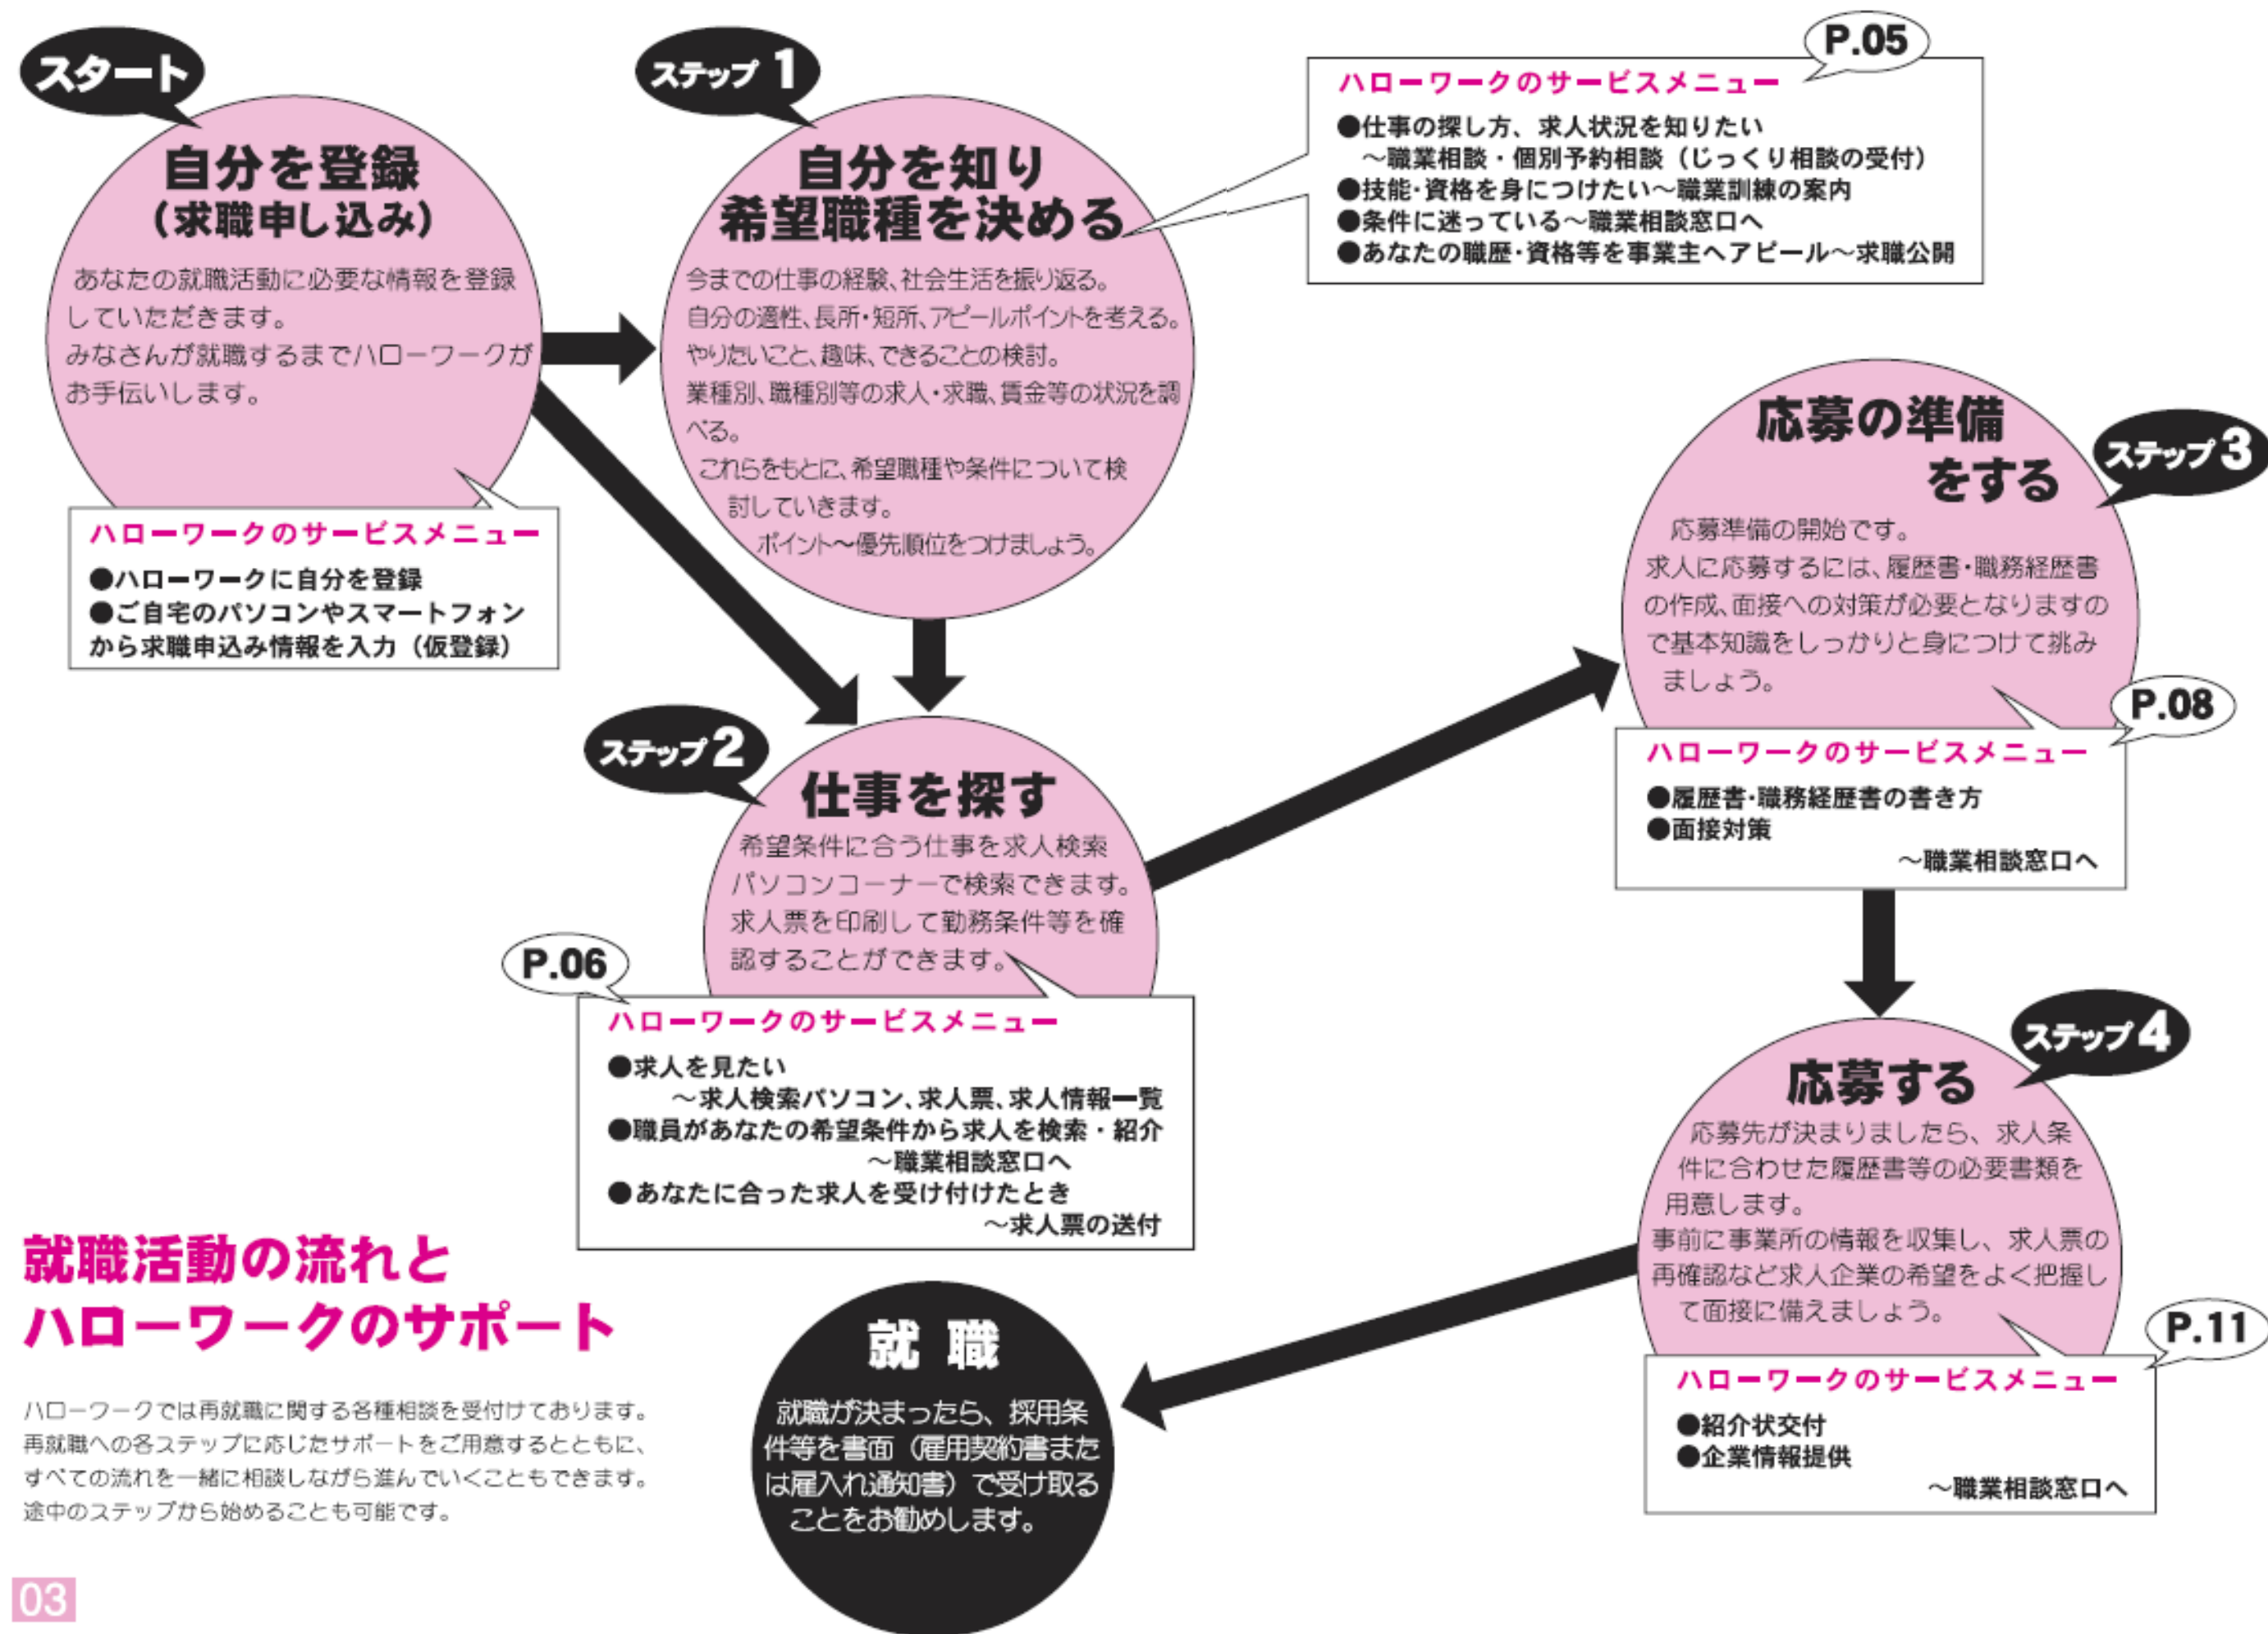 スタート
自分を登録
（求職申し込み）
あなたの就職活動に必要な情報を登録
していただきます。
みなさんが就職するまでハローワークが
お手伝いします。
ハローワークのサービスメニュー
●ハローワークに自分を登録
●ご自宅のパソコンやスマートフォン
から求職申込み情報を入力（仮登録）
ステップ 1
自分を知り
希望職種を決める
今までの仕事の経験、社会生活を振り返る。
自分の適性、長所・短所、アピールポイントを考える。
やりたいこと、趣味、できることの検討。
業種別、職種別等の求人・求職、賃金等の状況を調
べる。
これらをもとに、希望職種や条件について検
討していきます。
ポイント～優先順位をつけましょう。
P.05
ハローワークのサービスメニュー
●仕事の探し方、求人状況を知りたい
～職業相談・個別予約相談（じっくり相談の受付）
●技能・資格を身につけたい～職業訓練の案内
●条件に迷っている～職業相談窓口へ
●あなたの職歴・資格等を事業主へアピール～求職公開
ステップ 2
仕事を探す
希望条件に合う仕事を求人検索
パソコンコーナーで検索できます。
求人票を印刷して勤務条件等を確
認することができます。
P.06
ハローワークのサービスメニュー
●求人を見たい
～求人検索パソコン、求人票、求人情報一覧
●職員があなたの希望条件から求人を検索・紹介
～職業相談窓口へ
●あなたに合った求人を受け付けたとき
～求人票の送付
ステップ 3
応募の準備
をする
応募準備の開始です。
求人に応募するには、履歴書・職務経歴書
の作成、面接への対策が必要となりますの
で基本知識をしっかりと身につけて挑み
ましょう。
P.08
ハローワークのサービスメニュー
●履歴書・職務経歴書の書き方
●面接対策
～職業相談窓口へ
ステップ 4
応募する
応募先が決まりましたら、求人条
件に合わせた履歴書等の必要書類を
用意します。
事前に事業所の情報を収集し、求人票の
再確認など求人企業の希望をよく把握し
て面接に備えましょう。
P.11
ハローワークのサービスメニュー
●紹介状交付
●企業情報提供
～職業相談窓口へ
就 職
就職が決まったら、採用条
件等を書面（雇用契約書また
は雇入れ通知書）で受け取る
ことをお勧めします。
就職活動の流れと
ハローワークのサポート
ハローワークでは再就職に関する各種相談を受付けております。
再就職への各ステップに応じたサポートをご用意するとともに、
すべての流れを一緒に相談しながら進んでいくこともできます。
途中のステップから始めることも可能です。
03